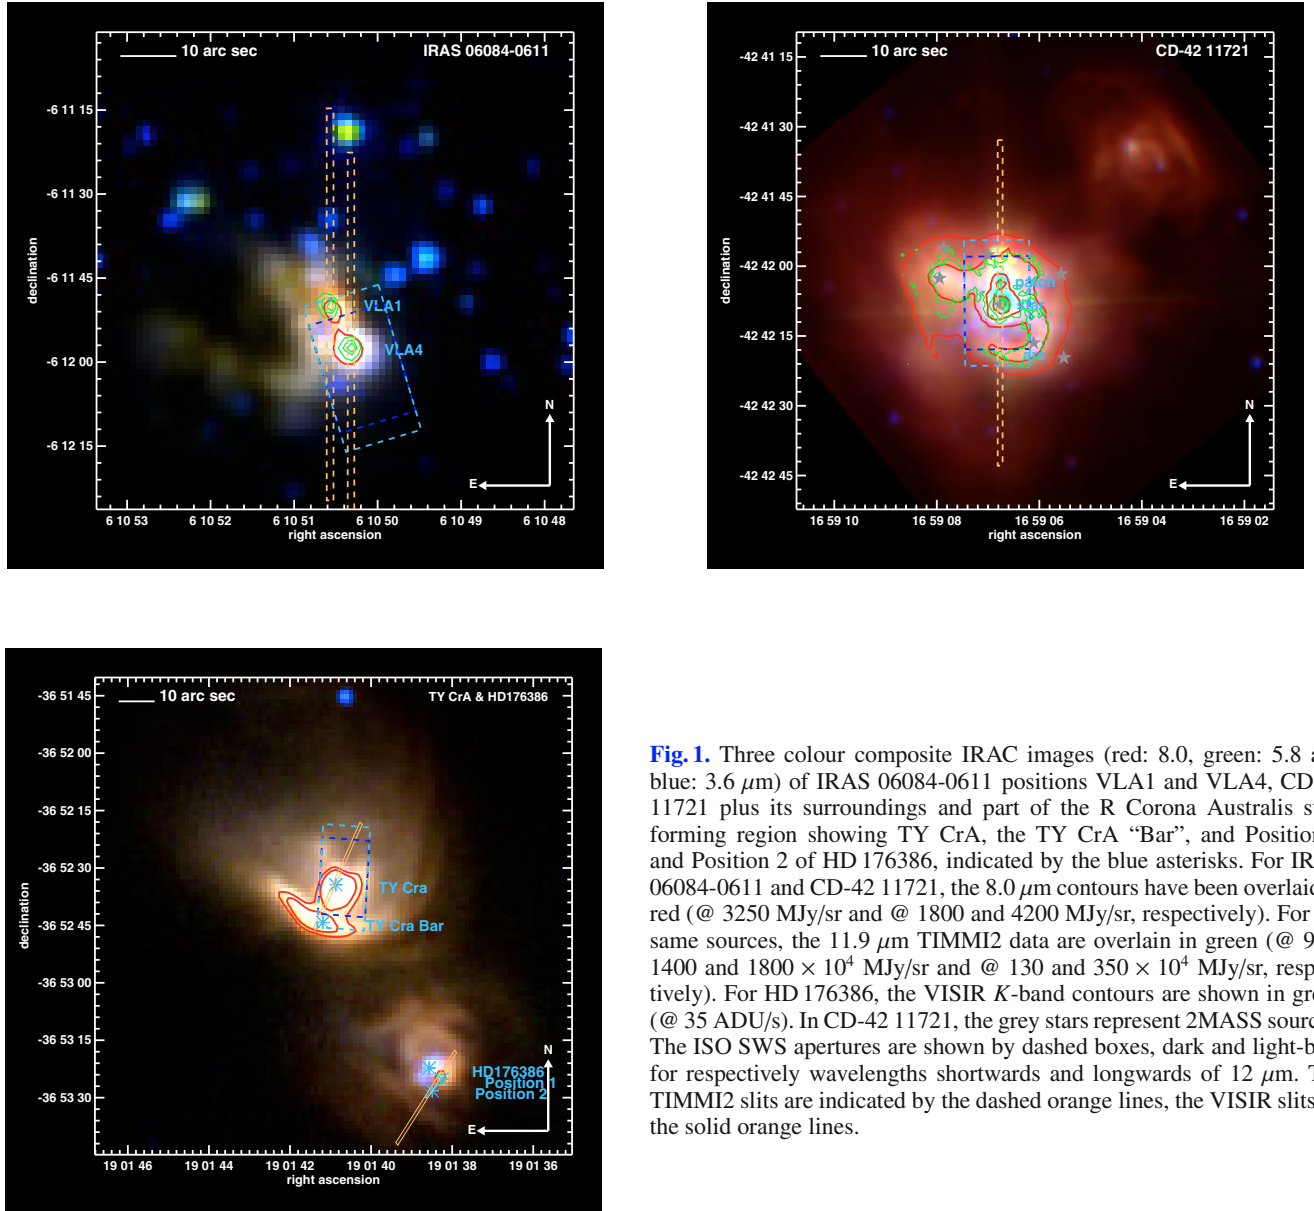 10 arc sec
IRAS 06084-0611
-6 11 15
-6 11 30
-6 11 45
-6 12 00
-6 12 15
declination
VLA1
VLA4
N
E
6 10 53
6 10 52
6 10 51
6 10 50
6 10 49
6 10 48
right ascension
10 arc sec
CD-42 11721
-42 41 15
-42 41 30
-42 41 45
-42 42 00
-42 42 15
-42 42 30
-42 42 45
declination
patch
star
arc
N
E
16 59 10
16 59 08
16 59 06
16 59 04
16 59 02
right ascension
10 arc sec
TY CrA & HD176386
-36 51 45
-36 52 00
-36 52 15
-36 52 30
-36 52 45
-36 53 00
-36 53 15
-36 53 30
declination
TY Cra
TY Cra Bar
HD176386
Position 1
Position 2
N
E
19 01 46
19 01 44
19 01 42
19 01 40
19 01 38
19 01 36
right ascension
Fig. 1. Three colour composite IRAC images (red: 8.0, green: 5.8 a
blue: 3.6 μm) of IRAS 06084-0611 positions VLA1 and VLA4, CD
11721 plus its surroundings and part of the R Corona Australis s
forming region showing TY CrA, the TY CrA “Bar”, and Position
and Position 2 of HD 176386, indicated by the blue asterisks. For IR
06084-0611 and CD-42 11721, the 8.0 μm contours have been overlaid
red (@ 3250 MJy/sr and @ 1800 and 4200 MJy/sr, respectively). For
same sources, the 11.9 μm TIMMI2 data are overlain in green (@ 9
1400 and 1800 × 10⁴ MJy/sr and @ 130 and 350 × 10⁴ MJy/sr, resp
tively). For HD 176386, the VISIR K-band contours are shown in gre
(@ 35 ADU/s). In CD-42 11721, the grey stars represent 2MASS sourc
The ISO SWS apertures are shown by dashed boxes, dark and light-b
for respectively wavelengths shortwards and longwards of 12 μm. T
TIMMI2 slits are indicated by the dashed orange lines, the VISIR slits
the solid orange lines.